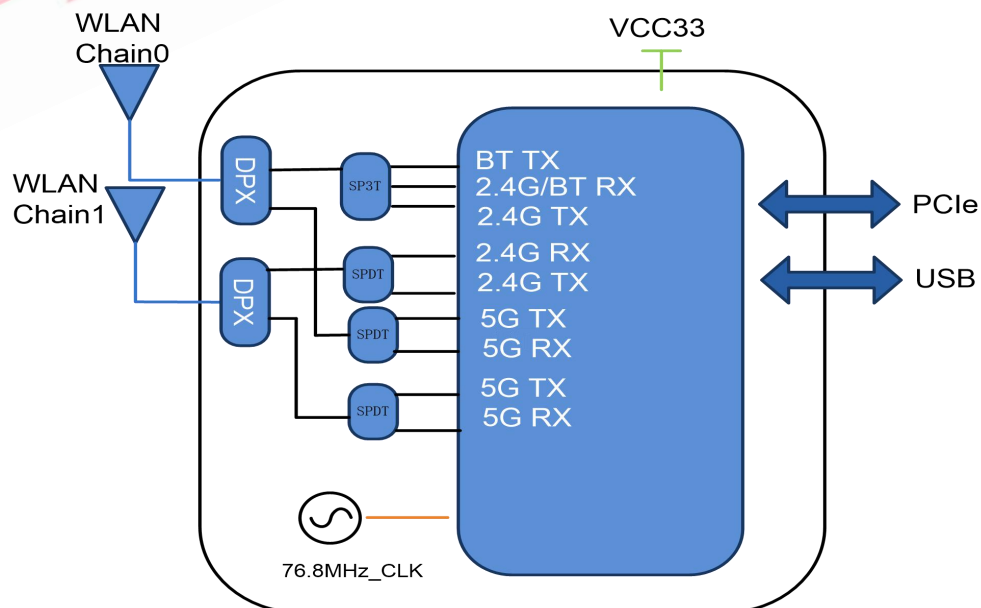 WLAN
Chain0
VCC33
WLAN
Chain1
DPX
SP3T
BT TX
2.4G/BT RX
2.4G TX
PCIe
DPX
SPDT
2.4G RX
2.4G TX
USB
SPDT
5G TX
5G RX
SPDT
5G TX
5G RX
76.8MHz_CLK